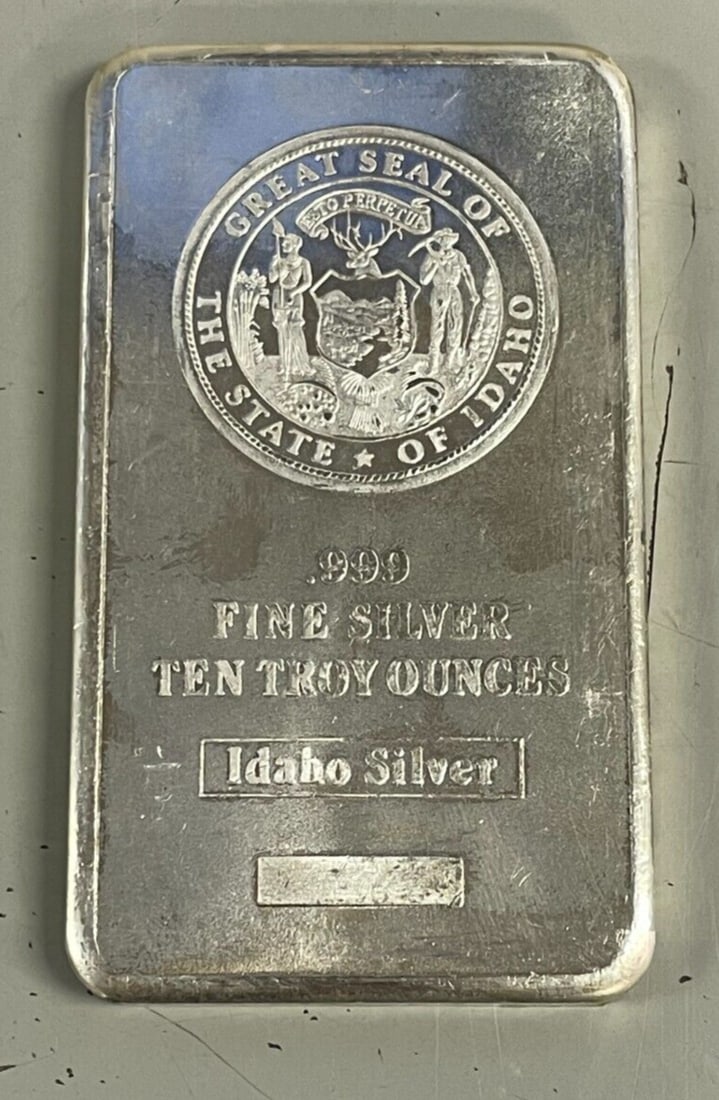 GREAT SEAL OF
THE STATE ★ OF IDAHO
ESTO PERPETUA
.999
FINE SILVER
TEN TROY OUNCES
Idaho Silver